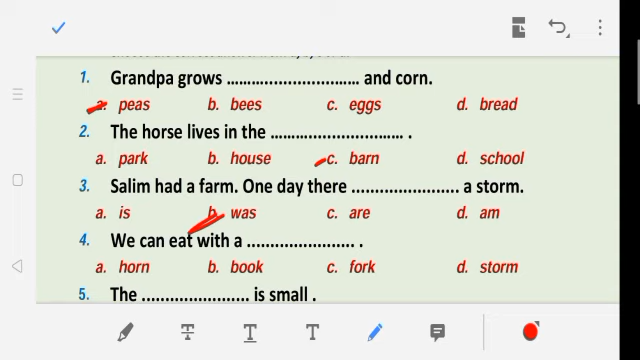 1. Grandpa grows ................................ and corn.
a. peas b. bees c. eggs d. bread
2. The horse lives in the ................................ .
a. park b. house c. barn d. school
3. Salim had a farm. One day there ......................... a storm.
a. is b. was c. are d. am
4. We can eat with a ......................... .
a. horn b. book c. fork d. storm
5. The ......................... is small .